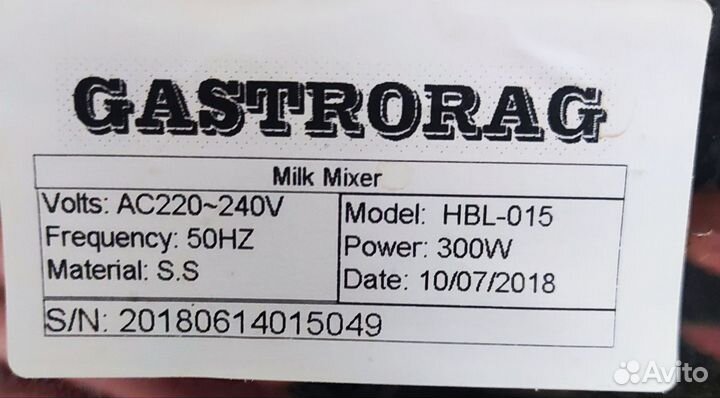 GASTRORAG
Milk Mixer
Volts: AC220~240V
Frequency: 50HZ
Material: S.S
Model: HBL-015
Power: 300W
Date: 10/07/2018
S/N: 20180614015049
Avito